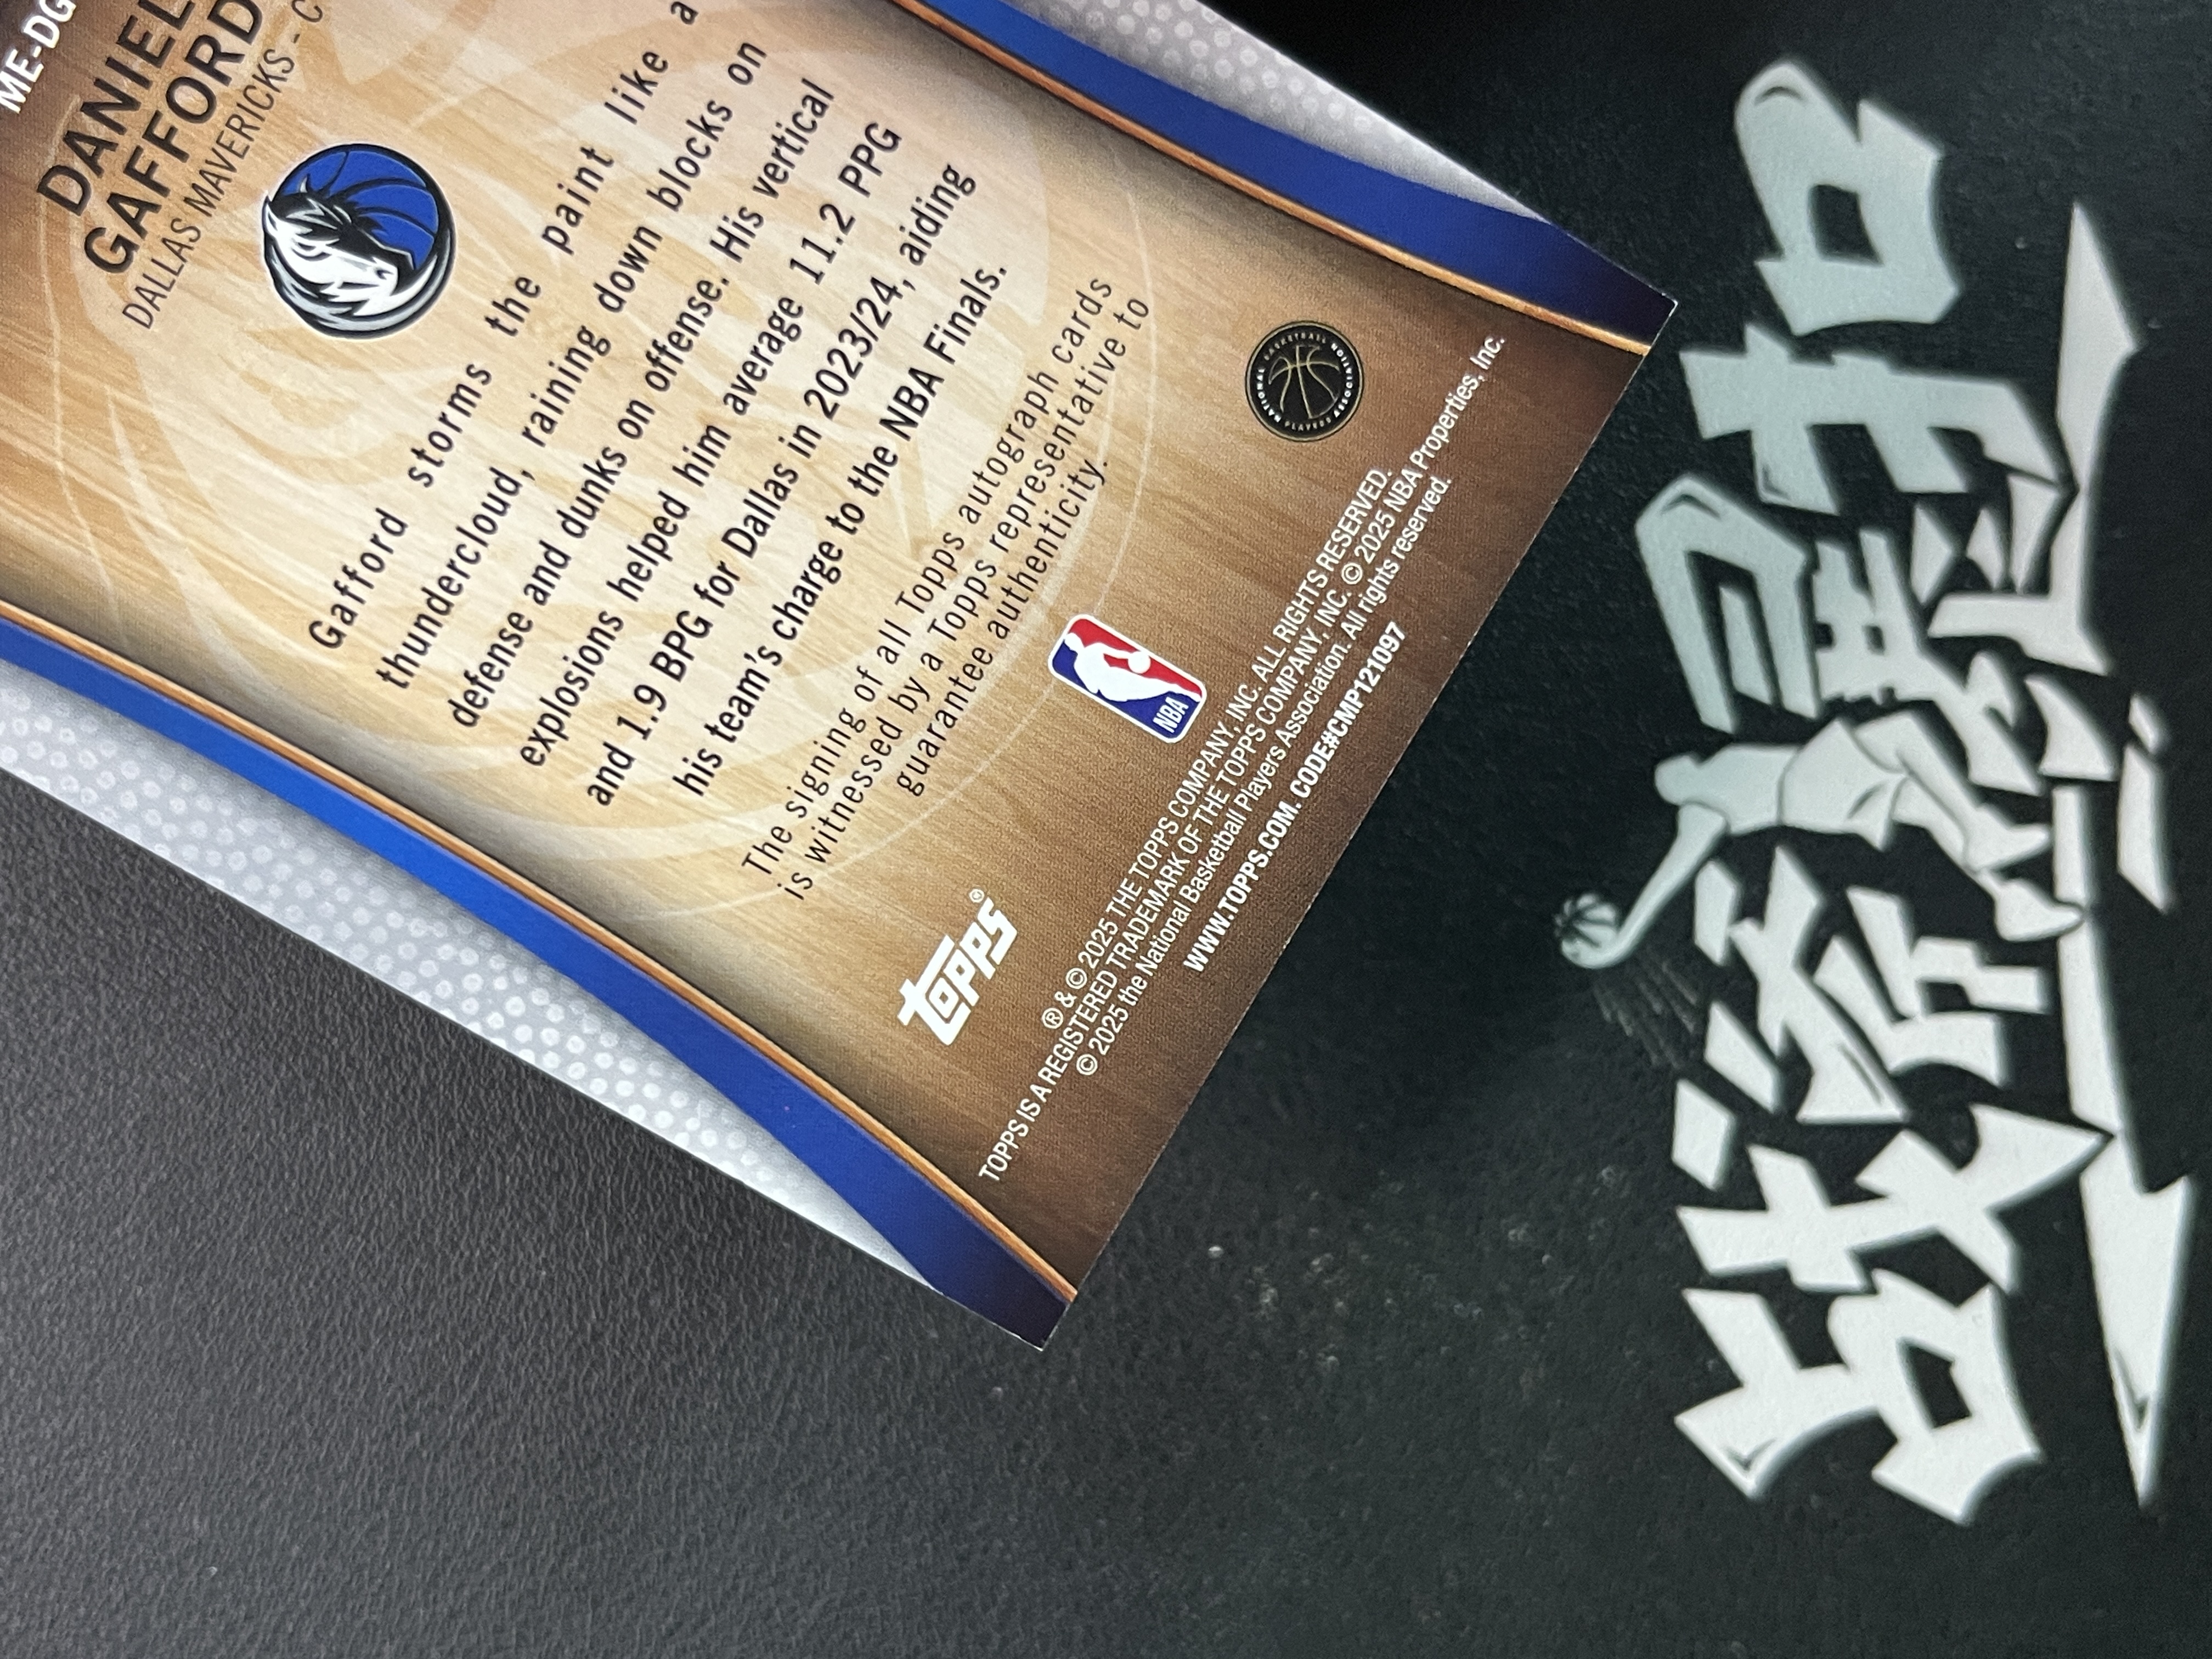 ME-DG
DANIEL
GAFFORD
DALLAS MAVERICKS - C
Gafford storms the paint like a
thundercloud, raining down blocks on
defense and dunks on offense. His vertical
explosions helped him average 11.2 PPG
and 1.9 BPG for Dallas in 2023/24, aiding
his team's charge to the NBA Finals.
The signing of all Topps autograph cards
is witnessed by a Topps representative to
guarantee authenticity.
topps®
NBA
NATIONAL BASKETBALL PLAYERS ASSOCIATION
® & © 2025 THE TOPPS COMPANY, INC. ALL RIGHTS RESERVED.
TOPPS IS A REGISTERED TRADEMARK OF THE TOPPS COMPANY, INC. © 2025 NBA Properties, Inc.
© 2025 the National Basketball Players Association. All rights reserved.
WWW.TOPPS.COM. CODE#CMP121097